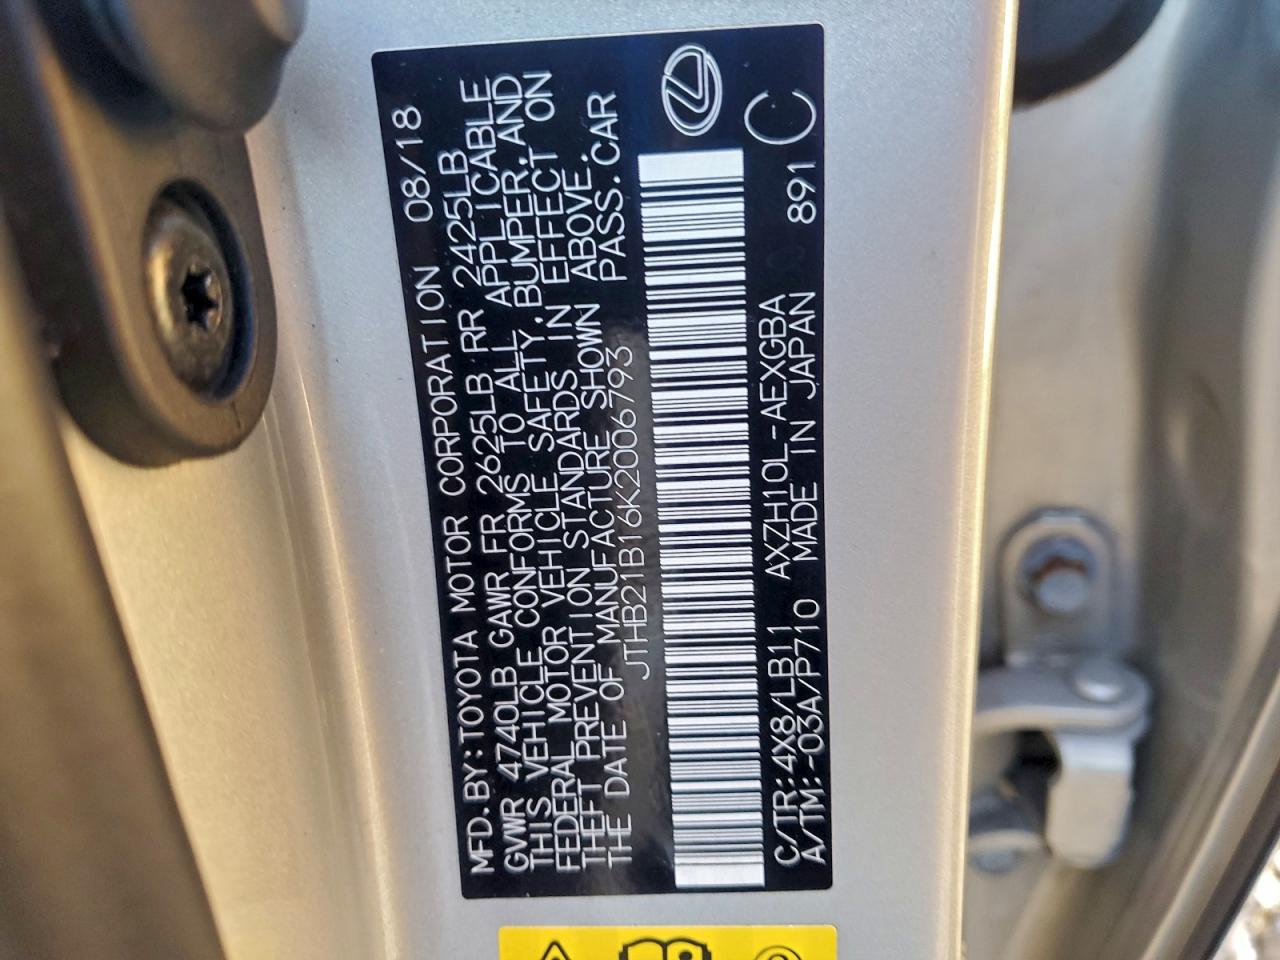 MFD. BY: TOYOTA MOTOR CORPORATION 08/18
GVWR 4740LB GAWR FR 2625LB RR 2425LB
THIS VEHICLE CONFORMS TO ALL APPLICABLE
FEDERAL MOTOR VEHICLE SAFETY, BUMPER, AND
THEFT PREVENTION STANDARDS IN EFFECT ON
THE DATE OF MANUFACTURE SHOWN ABOVE.
JTHB21B16K2006793 PASS. CAR
C/TR: 4X8/LB11 AXZH10L-AEXGBA 891 C
A/TM: -03A/P710 MADE IN JAPAN